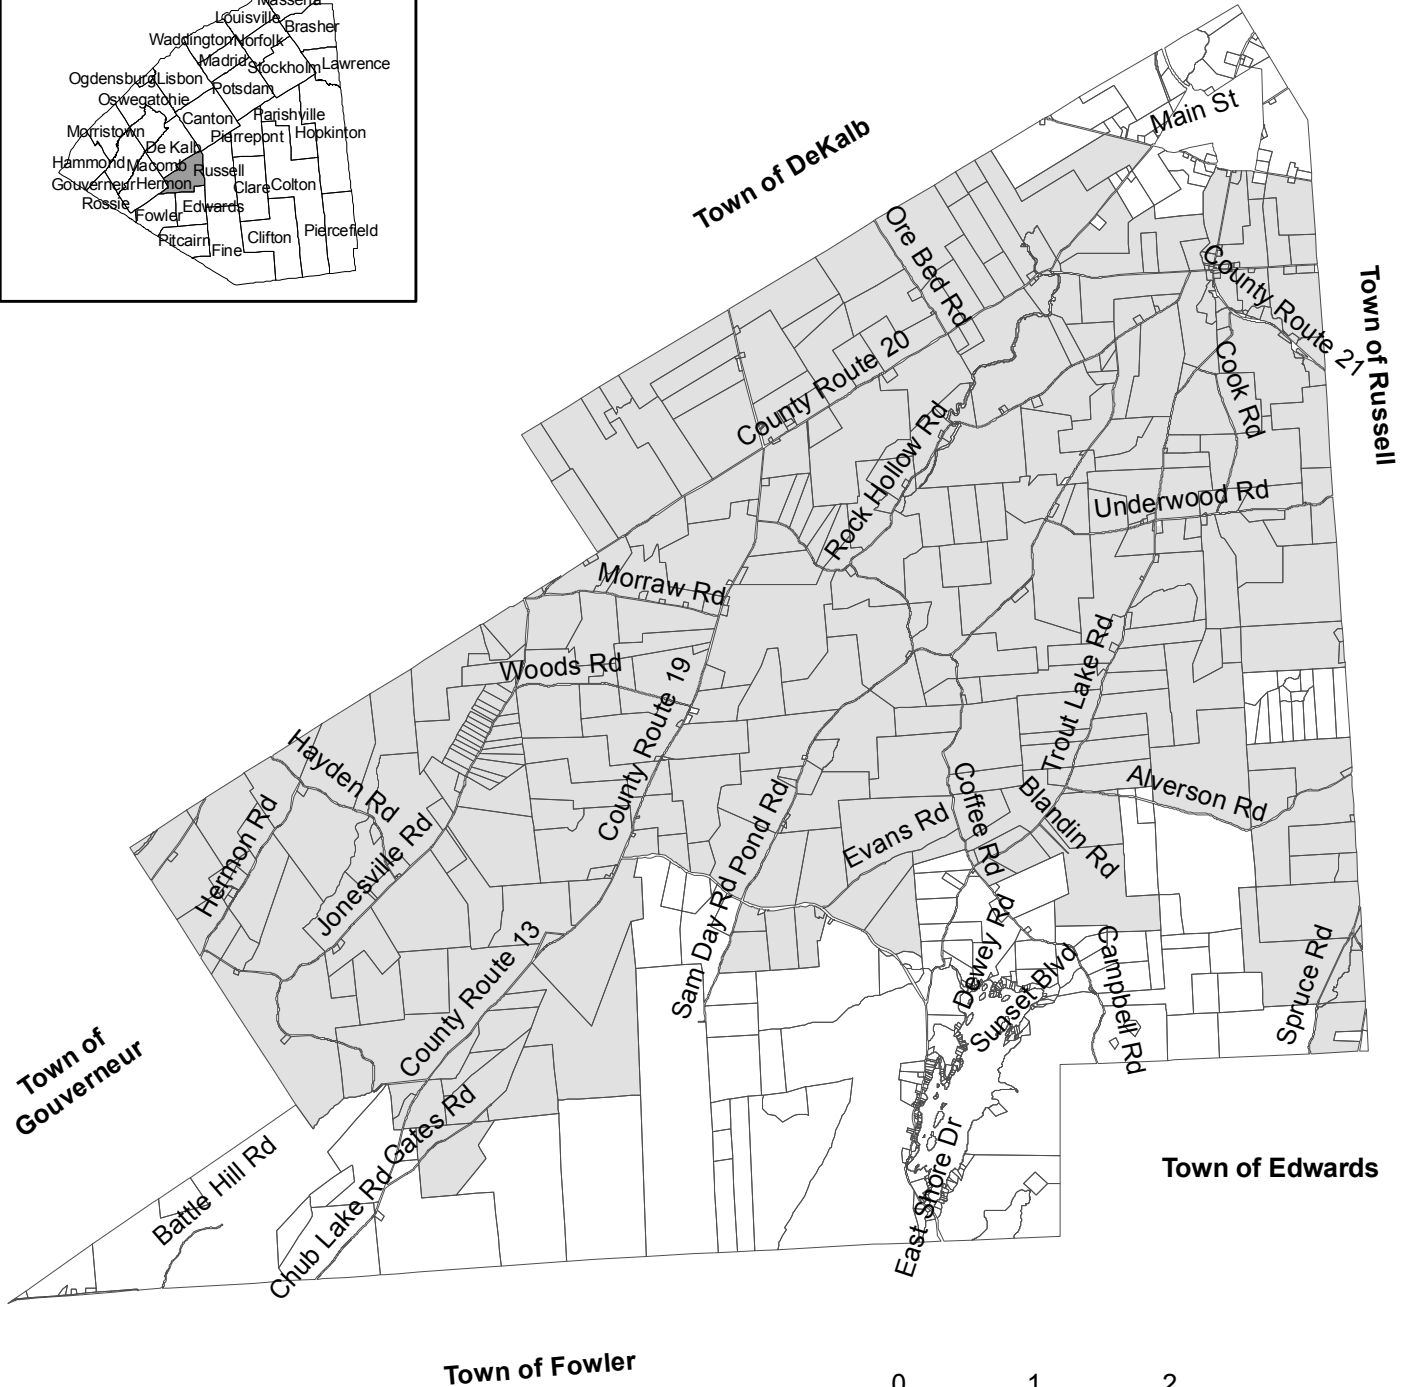 Massena
Louisville
Brasher
Waddington
Norfolk
Madrid
Stockholm
Lawrence
Ogdensburg
Lisbon
Potsdam
Oswegatchie
Canton
Parishville
Morristown
Pierrepont
Hopkinton
De Kalb
Hammond
Macomb
Russell
Gouverneur
Hermon
Clare
Colton
Rossie
Fowler
Edwards
Pitcairn
Fine
Clifton
Piercefield
Main St
Town of DeKalb
Ore Bed Rd
County Route 21
Town of Russell
County Route 20
Cook Rd
Rock Hollow Rd
Underwood Rd
Morraw Rd
Woods Rd
County Route 19
Trout Lake Rd
Hayden Rd
Hermon Rd
Jonesville Rd
Pond Rd
Evans Rd
Coffee Rd
Blandin Rd
Alverson Rd
County Route 13
Sam Day Rd
Dewey Rd
Sunset Blvd
Campbell Rd
Spruce Rd
Town of
Gouverneur
Gates Rd
Battle Hill Rd
Chub Lake Rd
East Shore Dr
Town of Edwards
Town of Fowler
0 1 2